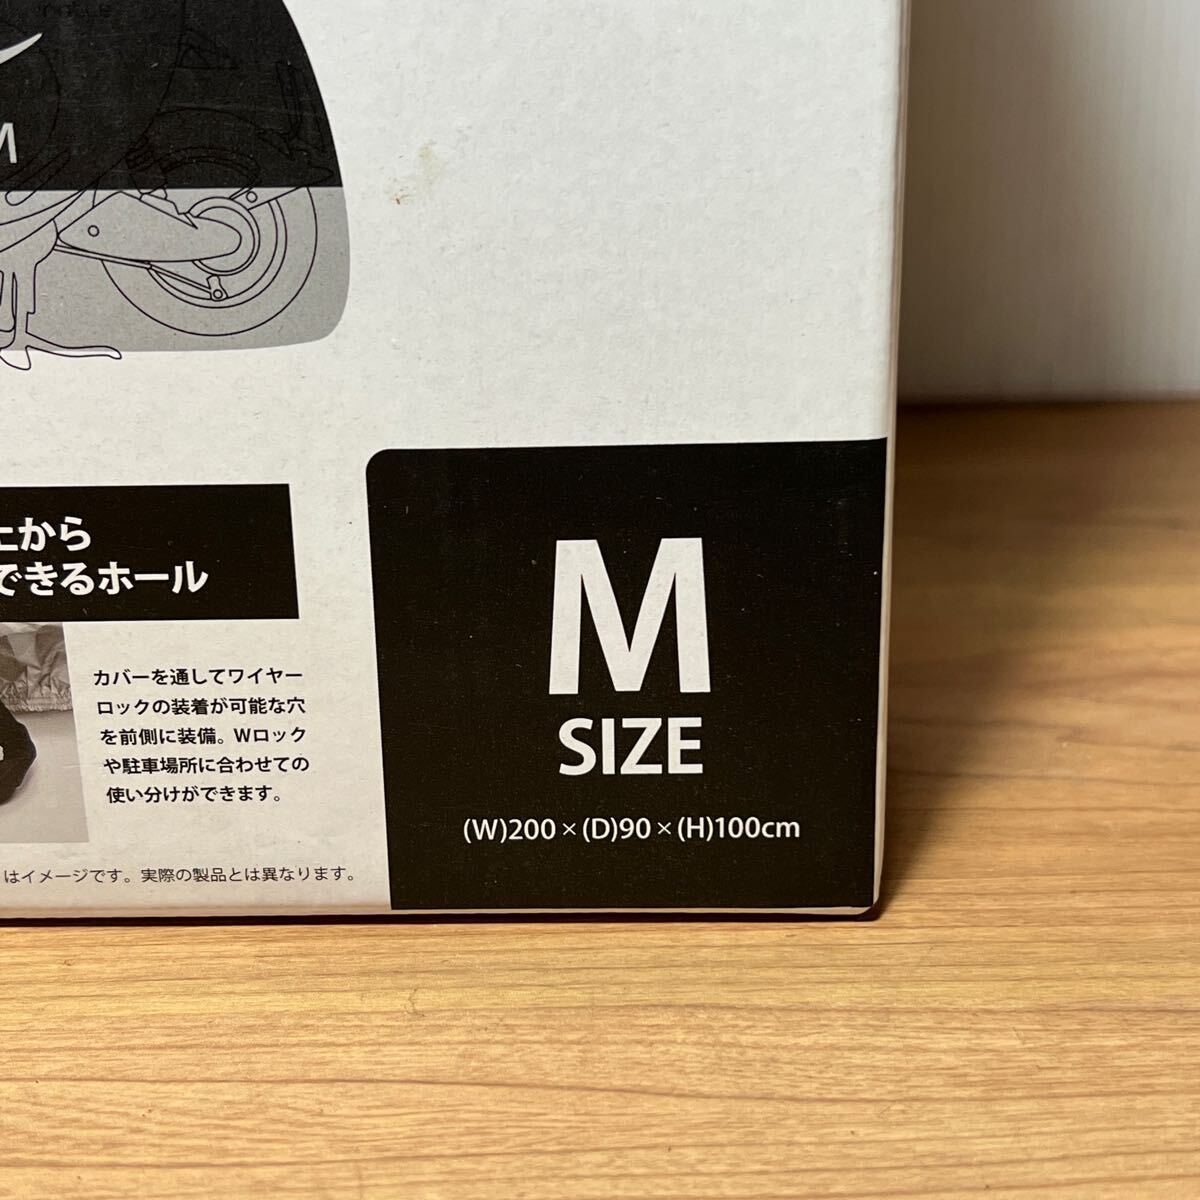 M
上から
できるホール
カバーを通してワイヤー
ロックの装着が可能な穴
を前側に装備。Wロック
や駐車場所に合わせての
使い分けができます。
はイメージです。実際の製品とは異なります。
M
SIZE
(W)200×(D)90×(H)100cm